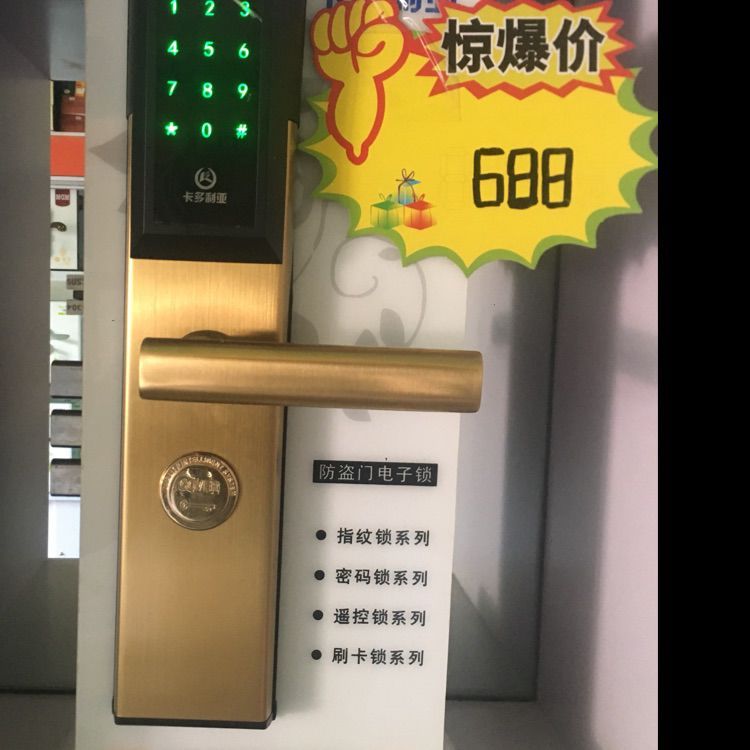 惊爆价
688
1 2 3
4 5 6
7 8 9
* 0 #
卡多利亚
防盗门电子锁
指纹锁系列
密码锁系列
遥控锁系列
刷卡锁系列